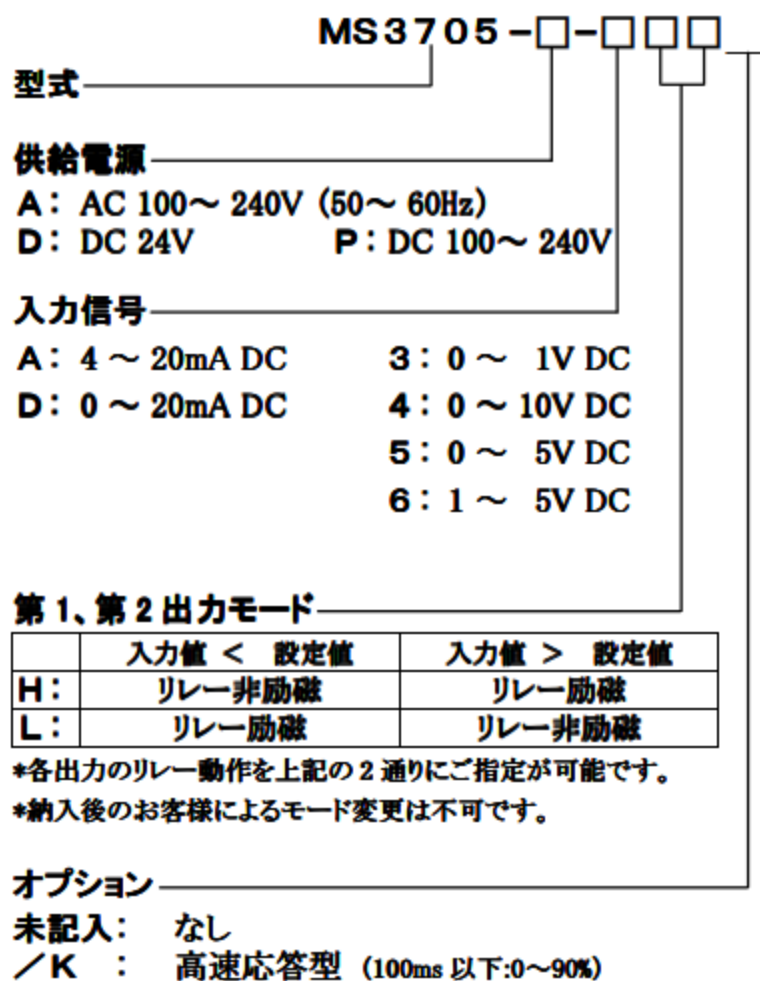 MS3705-□-□□□
型式
供給電源
A： AC 100～ 240V (50～ 60Hz)
D： DC 24V P：DC 100～ 240V
入力信号
A： 4 ～ 20mA DC 3：0 ～ 1V DC
D： 0 ～ 20mA DC 4：0 ～ 10V DC
5：0 ～ 5V DC
6：1 ～ 5V DC
第1、第2出力モード
入力値 ＜ 設定値 入力値 ＞ 設定値
H： リレー非励磁 リレー励磁
L： リレー励磁 リレー非励磁
*各出力のリレー動作を上記の2通りにご指定が可能です。
*納入後のお客様によるモード変更は不可です。
オプション
未記入： なし
／K ： 高速応答型 (100ms 以下:0～90%)